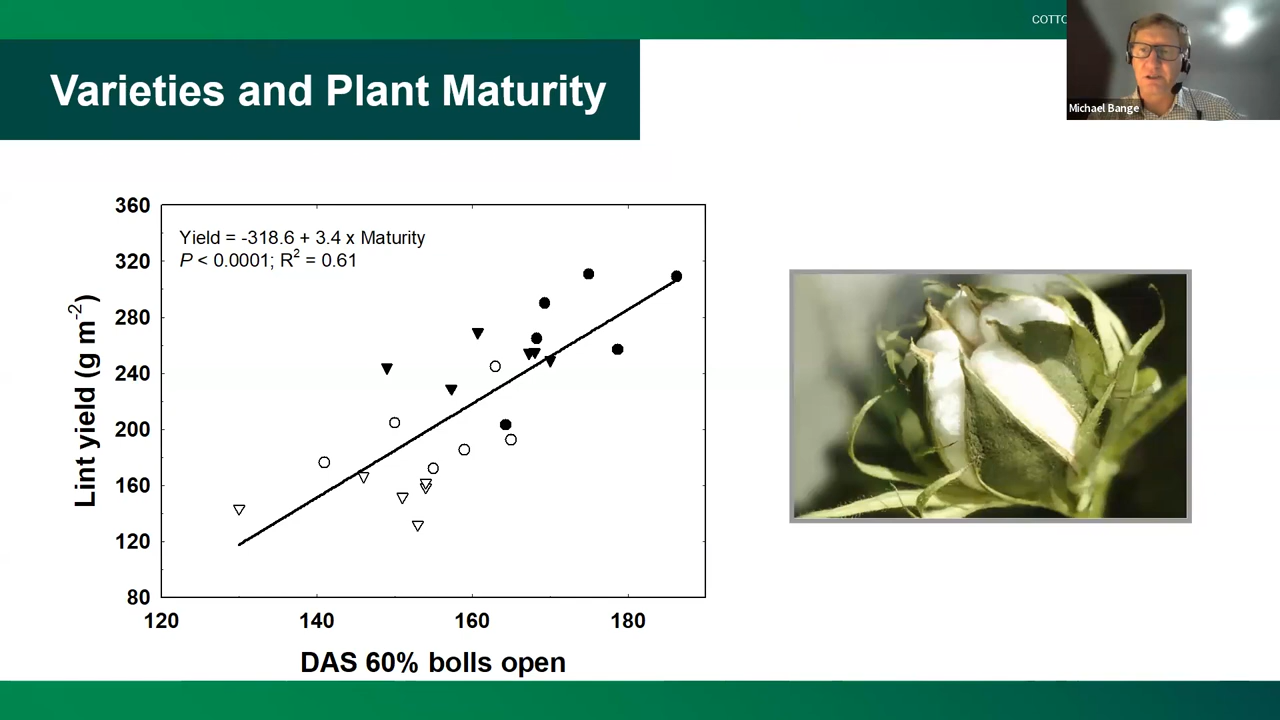 COTTO
Michael Bange
Varieties and Plant Maturity
Yield = -318.6 + 3.4 x Maturity
P < 0.0001; R² = 0.61
Lint yield (g m⁻²)
360
320
280
240
200
160
120
80
120 140 160 180
DAS 60% bolls open